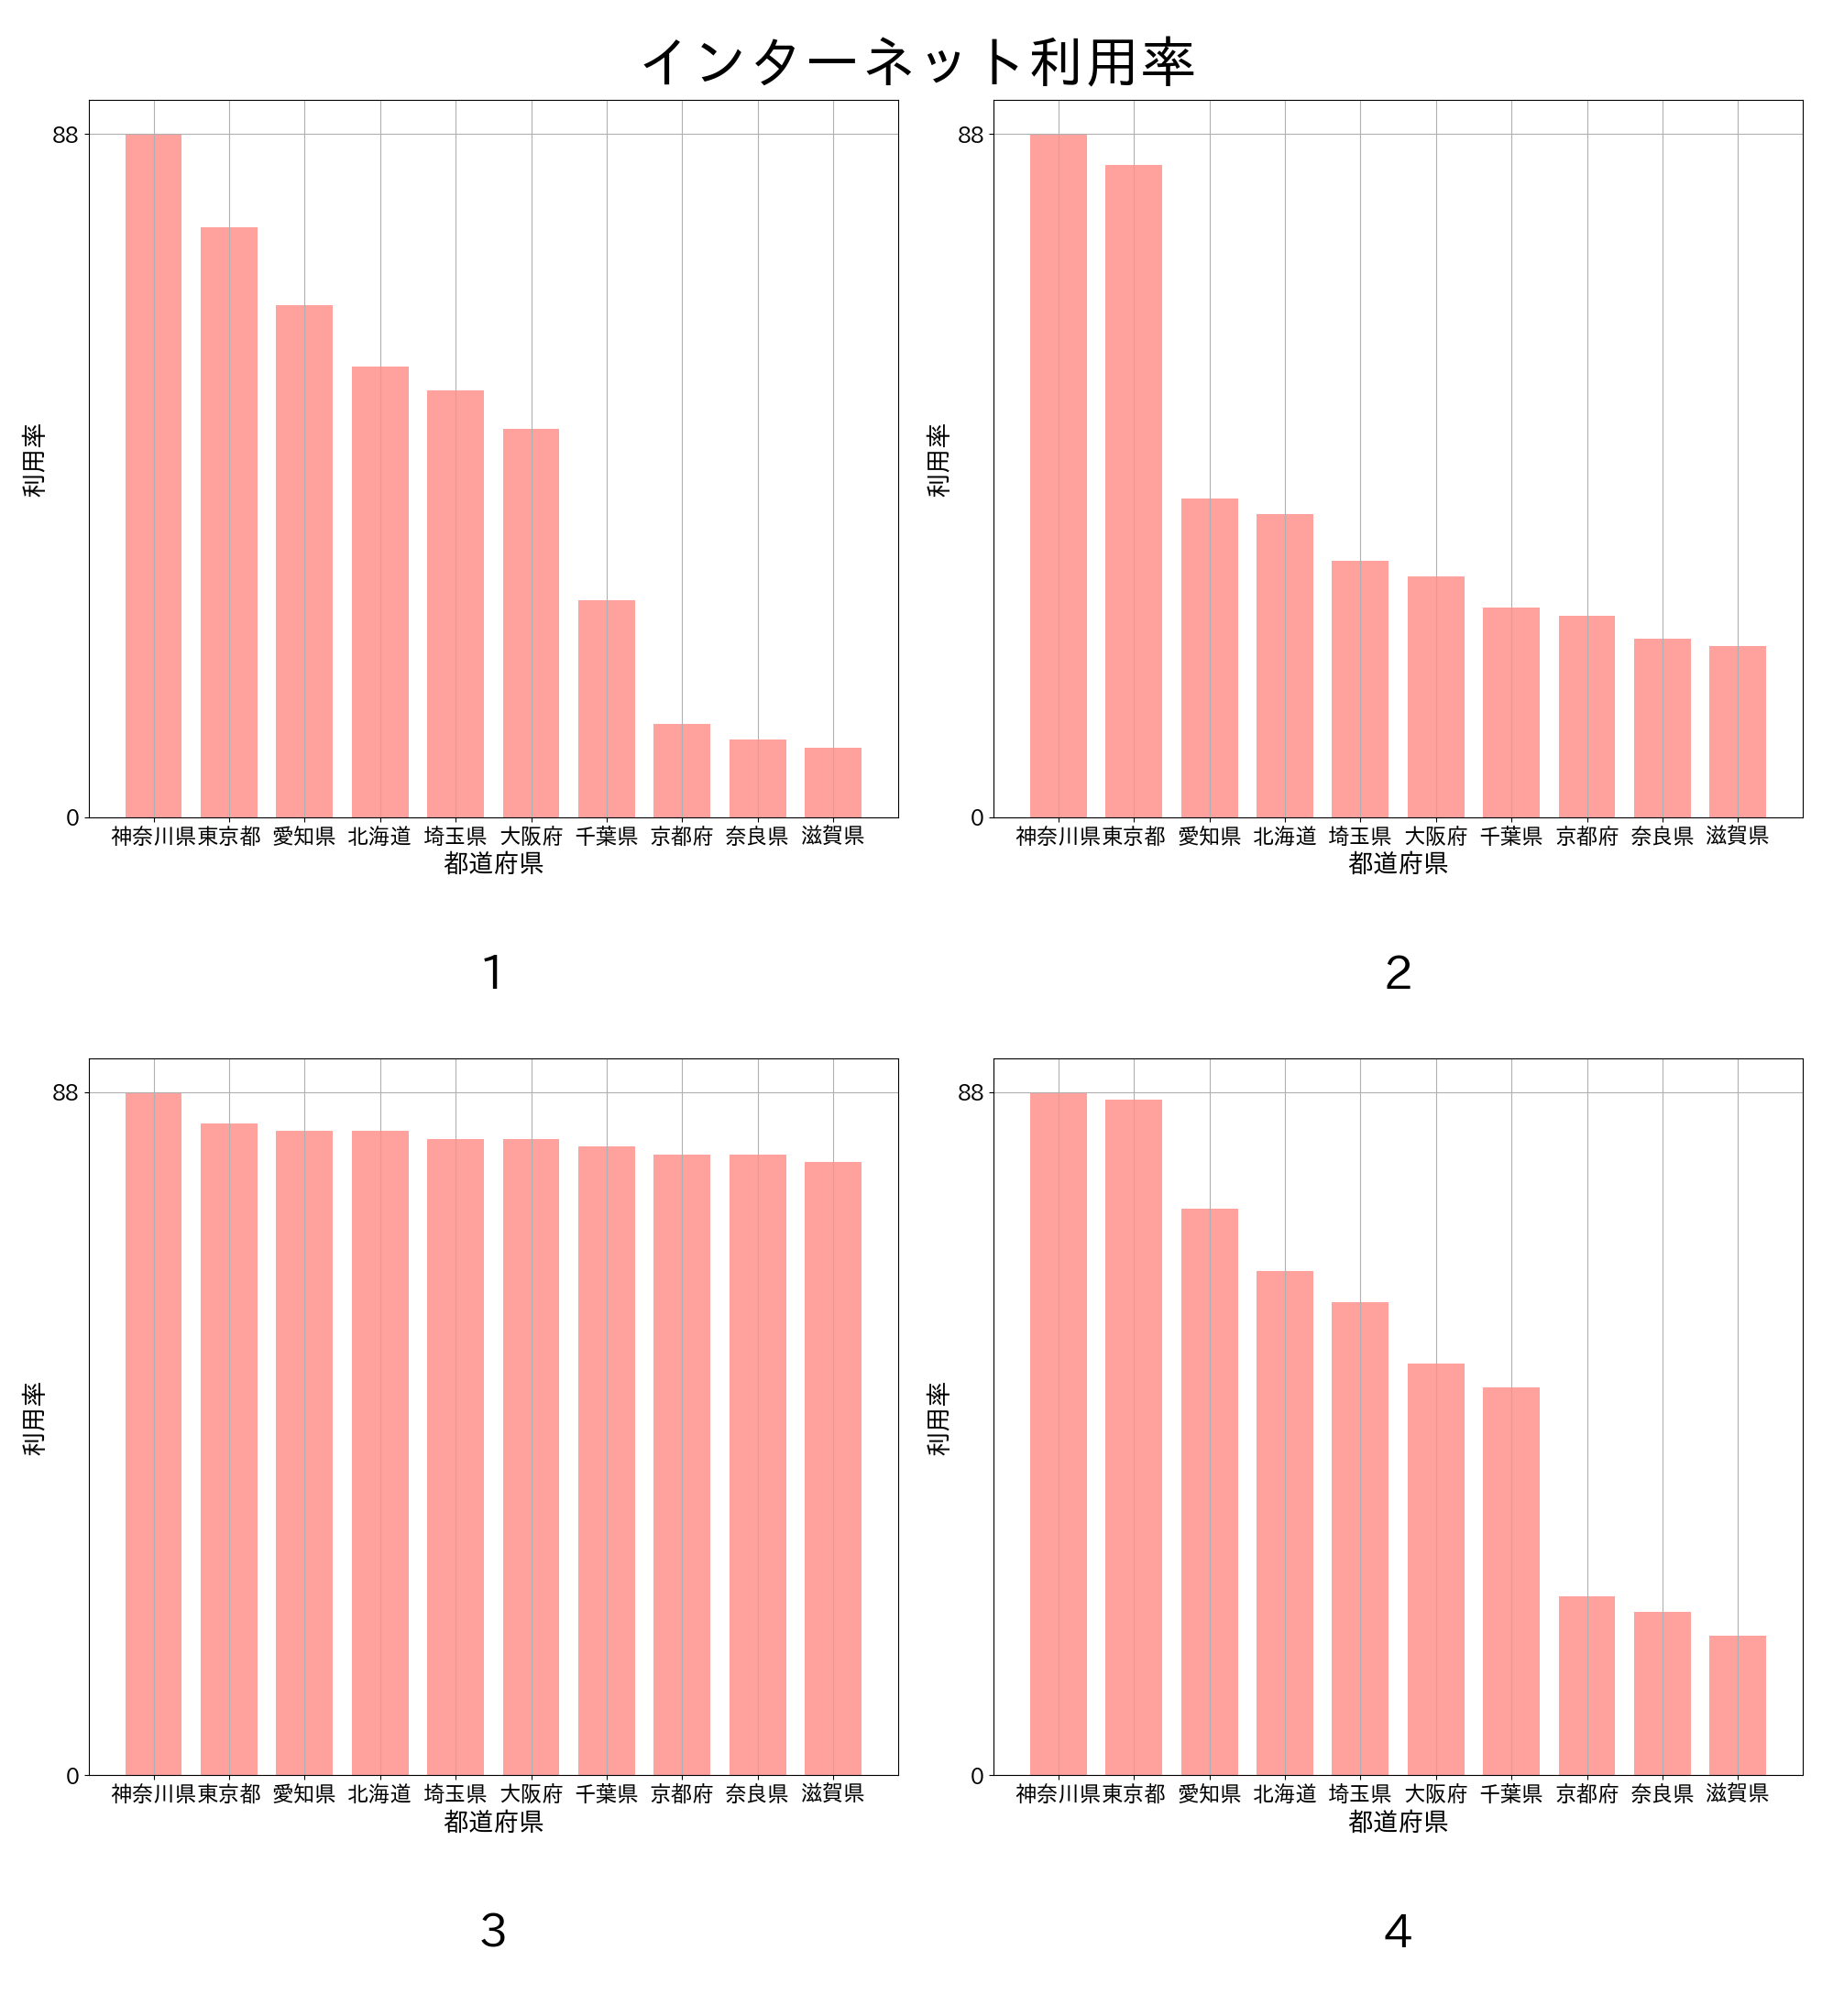 インターネット利用率
88
0
利用率
神奈川県 東京都 愛知県 北海道 埼玉県 大阪府 千葉県 京都府 奈良県 滋賀県
都道府県
1
88
0
利用率
神奈川県 東京都 愛知県 北海道 埼玉県 大阪府 千葉県 京都府 奈良県 滋賀県
都道府県
2
88
0
利用率
神奈川県 東京都 愛知県 北海道 埼玉県 大阪府 千葉県 京都府 奈良県 滋賀県
都道府県
3
88
0
利用率
神奈川県 東京都 愛知県 北海道 埼玉県 大阪府 千葉県 京都府 奈良県 滋賀県
都道府県
4